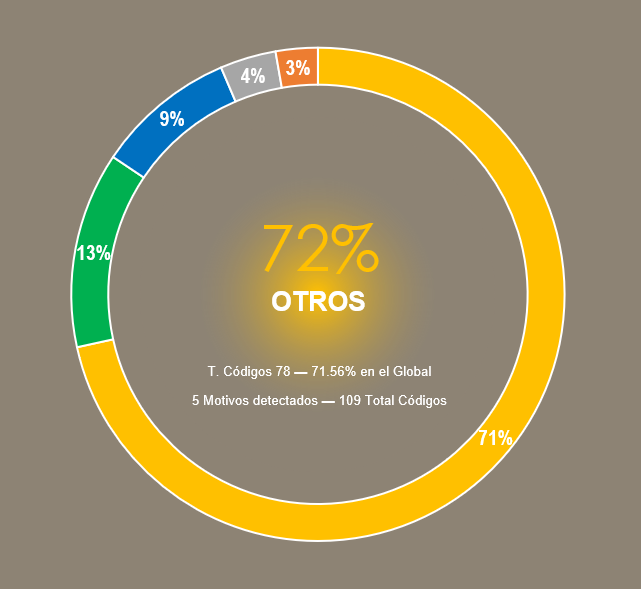 3%
4%
9%
13%
72%
OTROS
T. Códigos 78 — 71.56% en el Global
5 Motivos detectados — 109 Total Códigos
71%